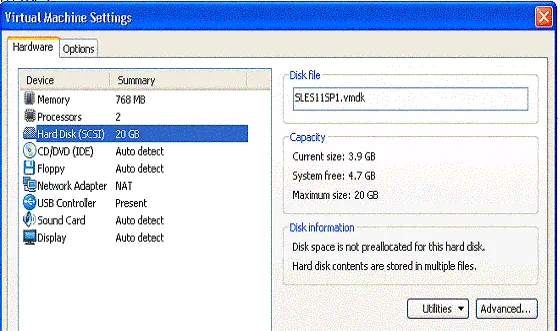 Virtual Machine Settings
Hardware Options
Device Summary
Memory 768 MB
Processors 2
Hard Disk (SCSI) 20 GB
CD/DVD (IDE) Auto detect
Floppy Auto detect
Network Adapter NAT
USB Controller Present
Sound Card Auto detect
Display Auto detect
Disk file
SLES11SP1.vmdk
Capacity
Current size: 3.9 GB
System free: 4.7 GB
Maximum size: 20 GB
Disk information
Disk space is not preallocated for this hard disk.
Hard disk contents are stored in multiple files.
Utilities Advanced...